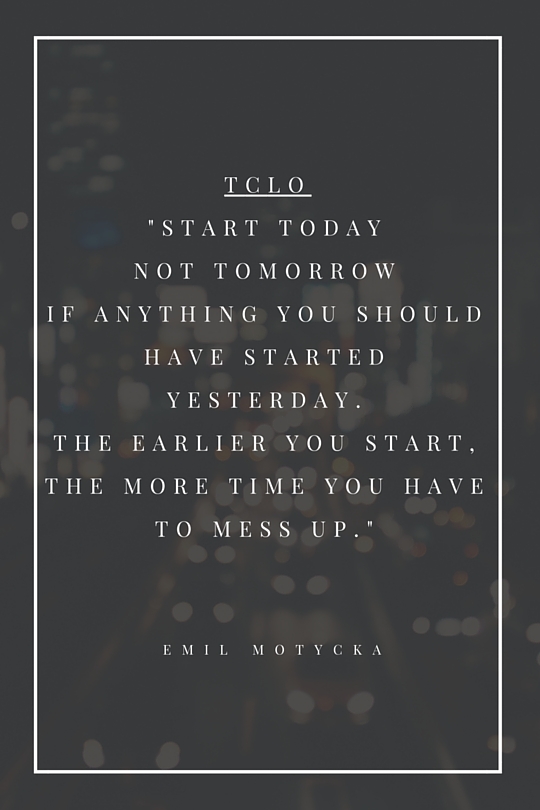 TCLO
"START TODAY
NOT TOMORROW
IF ANYTHING YOU SHOULD
HAVE STARTED
YESTERDAY.
THE EARLIER YOU START,
THE MORE TIME YOU HAVE
TO MESS UP."
EMIL MOTYCKA